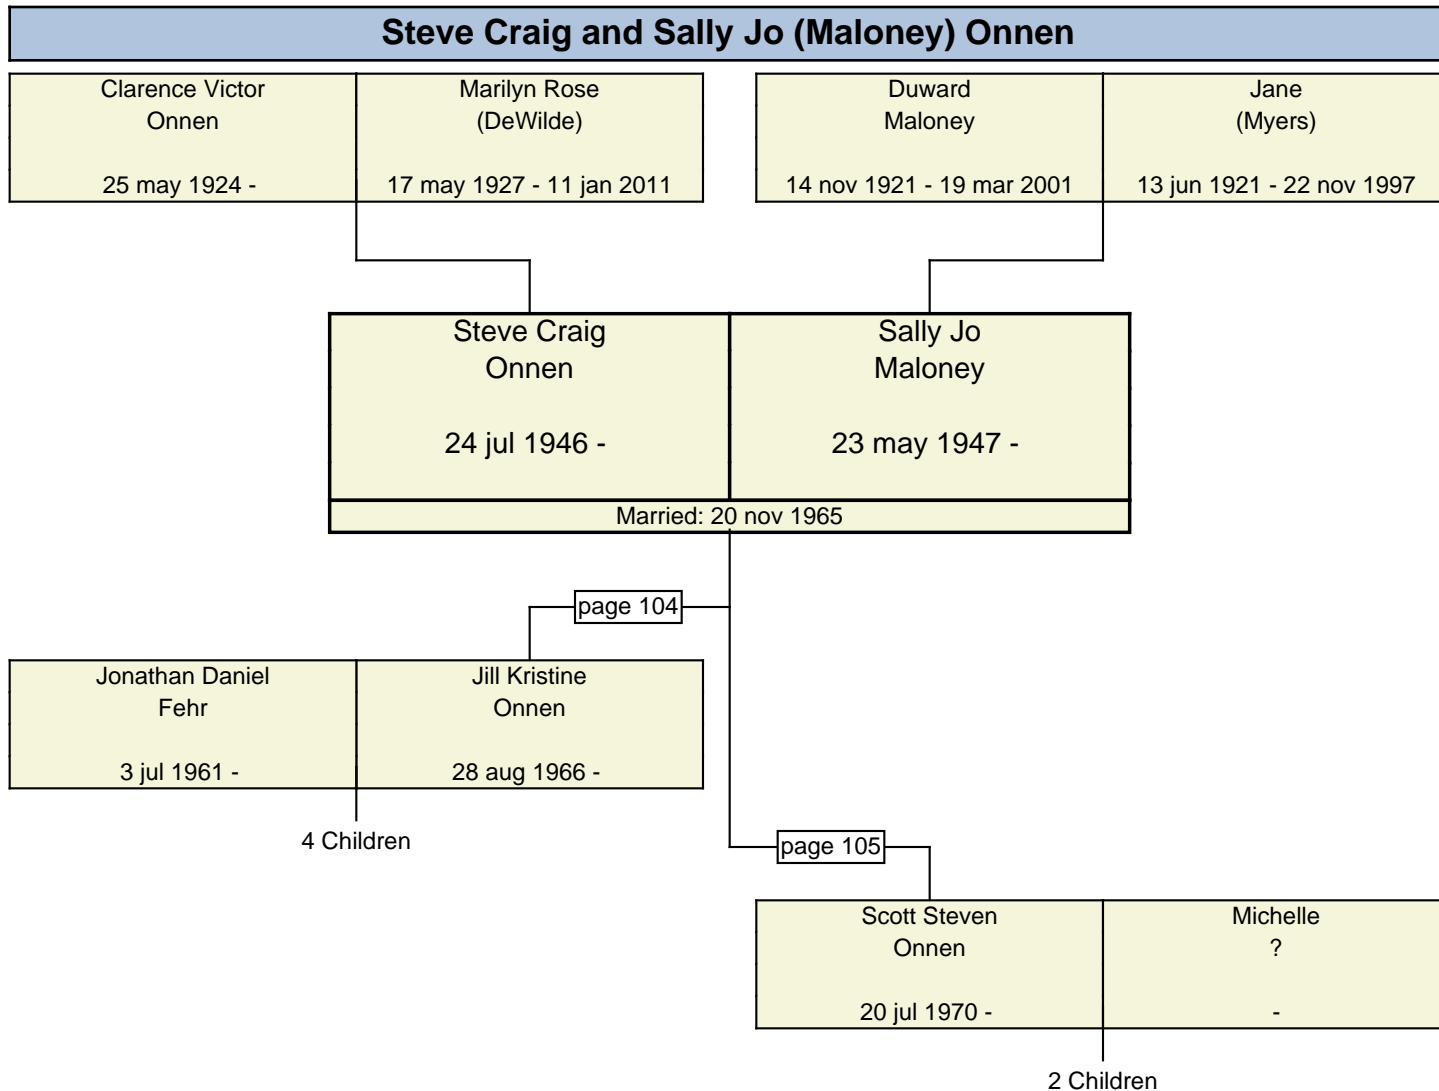 Steve Craig and Sally Jo (Maloney) Onnen
Clarence Victor
Onnen
25 may 1924 -
Marilyn Rose
(DeWilde)
17 may 1927 - 11 jan 2011
Duward
Maloney
14 nov 1921 - 19 mar 2001
Jane
(Myers)
13 jun 1921 - 22 nov 1997
Steve Craig
Onnen
24 jul 1946 -
Sally Jo
Maloney
23 may 1947 -
Married: 20 nov 1965
page 104
Jonathan Daniel
Fehr
3 jul 1961 -
Jill Kristine
Onnen
28 aug 1966 -
4 Children
page 105
Scott Steven
Onnen
20 jul 1970 -
Michelle
?
-
2 Children